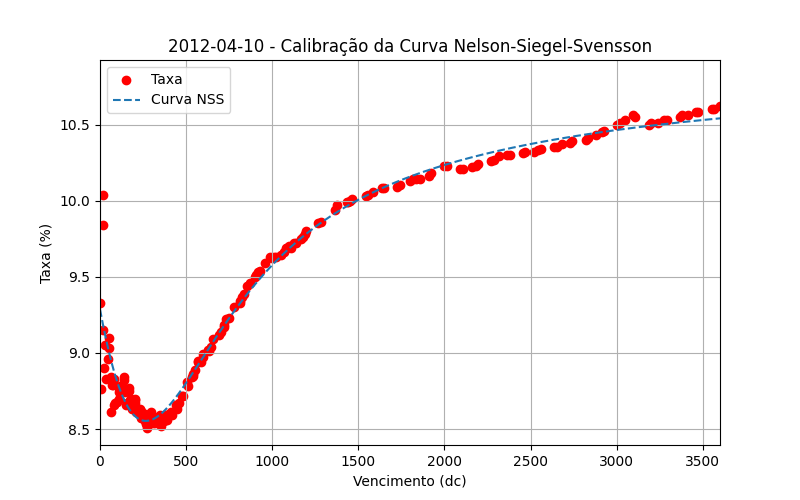 2012-04-10 - Calibração da Curva Nelson-Siegel-Svensson
Taxa
Curva NSS
Taxa (%)
10.5
10.0
9.5
9.0
8.5
0 500 1000 1500 2000 2500 3000 3500
Vencimento (dc)